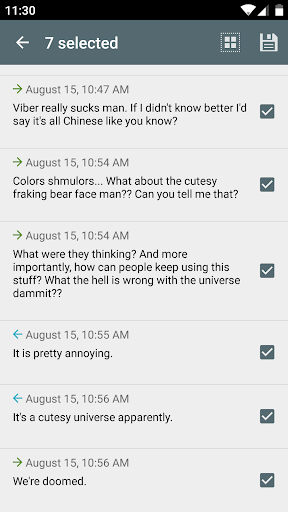 11:30
7 selected
August 15, 10:47 AM
Viber really sucks man. If I didn't know better I'd
say it's all Chinese like you know?
August 15, 10:54 AM
Colors shmulors... What about the cutesy
fraking bear face man?? Can you tell me that?
August 15, 10:54 AM
What were they thinking? And more
importantly, how can people keep using this
stuff? What the hell is wrong with the universe
dammit??
August 15, 10:55 AM
It is pretty annoying.
August 15, 10:56 AM
It's a cutesy universe apparently.
August 15, 10:56 AM
We're doomed.